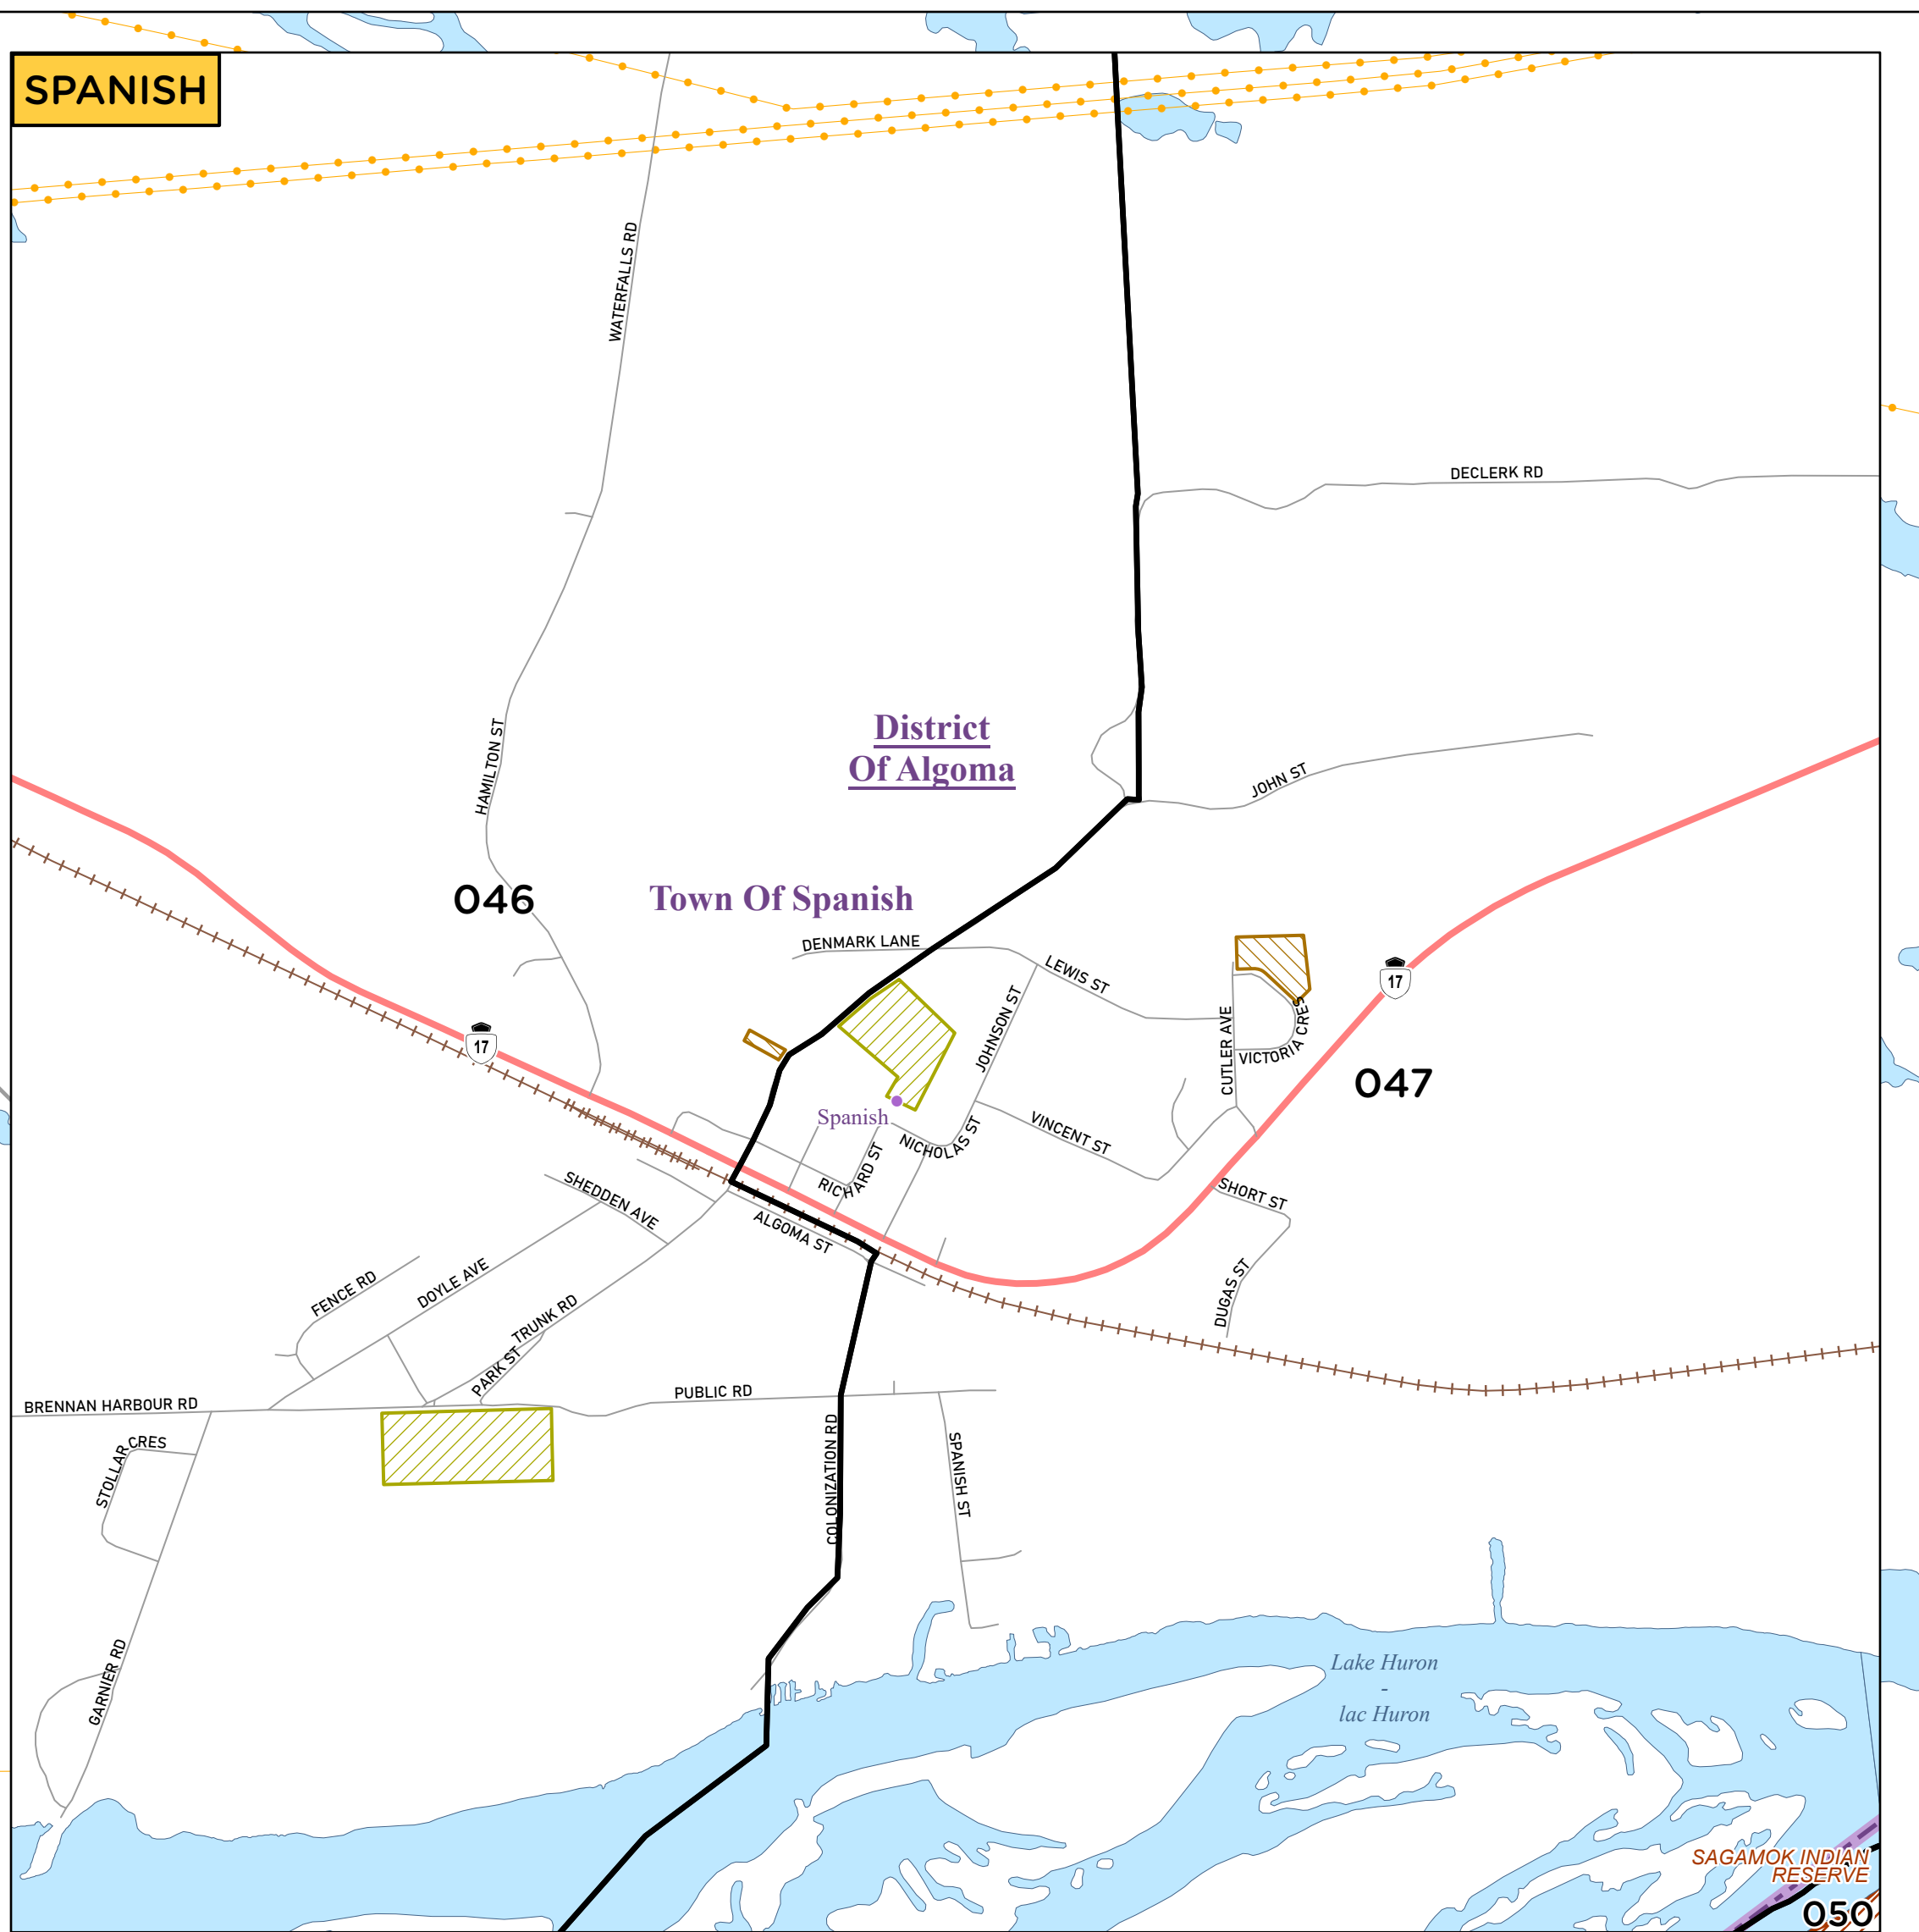 SPANISH
WATERFALLS RD
DECLERK RD
HAMILTON ST
District
Of Algoma
JOHN ST
046
Town Of Spanish
DENMARK LANE
LEWIS ST
17
17
JOHNSON ST
CUTLER AVE
VICTORIA CRES
047
Spanish
NICHOLAS ST
VINCENT ST
RICHARD ST
SHEDDEN AVE
ALGOMA ST
SHORT ST
FENCE RD
DOYLE AVE
TRUNK RD
DUGAS ST
PARK ST
BRENNAN HARBOUR RD
PUBLIC RD
STOLLAR CRES
COLONIZATION RD
SPANISH ST
GARNIER RD
Lake Huron
-
lac Huron
SAGAMOK INDIAN
RESERVE
050